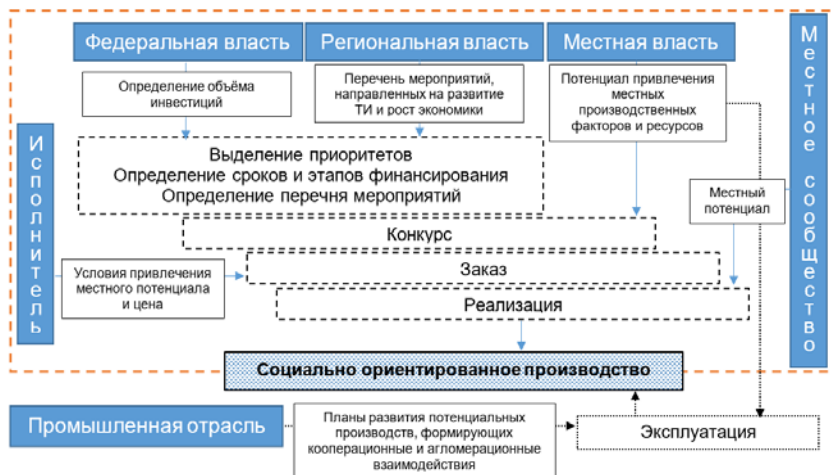 Федеральная власть
Региональная власть
Местная власть
Местное сообщество
Определение объёма
инвестиций
Перечень мероприятий,
направленных на развитие
ТИ и рост экономики
Потенциал привлечения
местных
производственных
факторов и ресурсов
Исполнитель
Выделение приоритетов
Определение сроков и этапов финансирования
Определение перечня мероприятий
Местный
потенциал
Конкурс
Условия привлечения
местного потенциала
и цена
Заказ
Реализация
Социально ориентированное производство
Промышленная отрасль
Планы развития потенциальных
производств, формирующих
кооперационные и агломерационные
взаимодействия
Эксплуатация